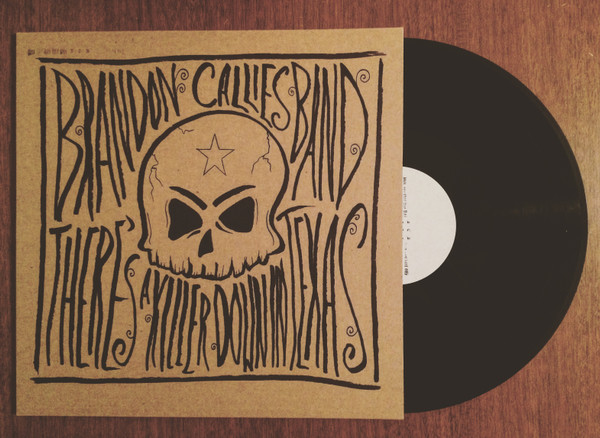 BRANDON CALLIES BAND
THERE'S A KILLER DOWN IN TEXAS